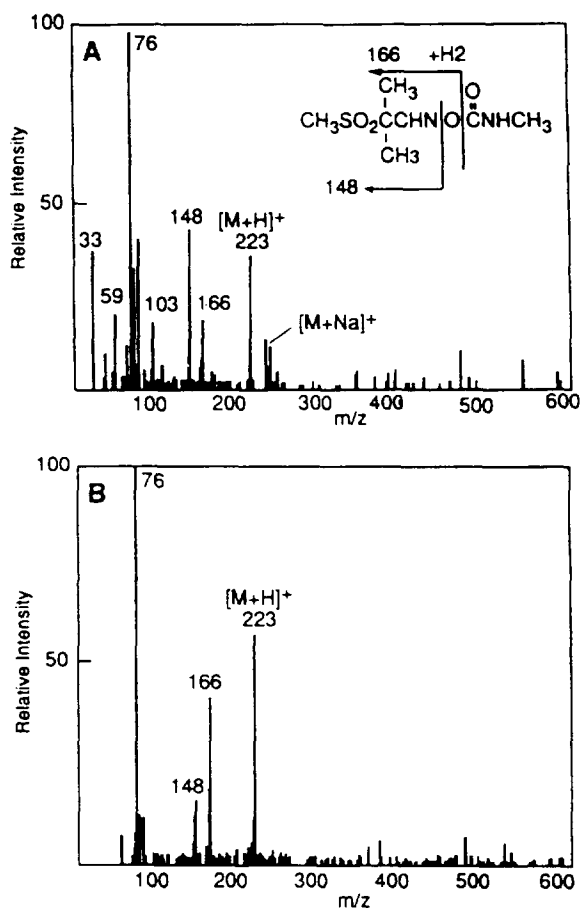 100
A
76
166 +H2
O
CH₃
CH₃SO₂CCHN O CNHCH₃
CH₃
148
Relative Intensity
50
148
[M+H]⁺
223
33
59
103
166
[M+Na]⁺
100 200 300 400 500 600
m/z
100
B
76
[M+H]⁺
223
Relative Intensity
50
166
148
100 200 300 400 500 600
m/z